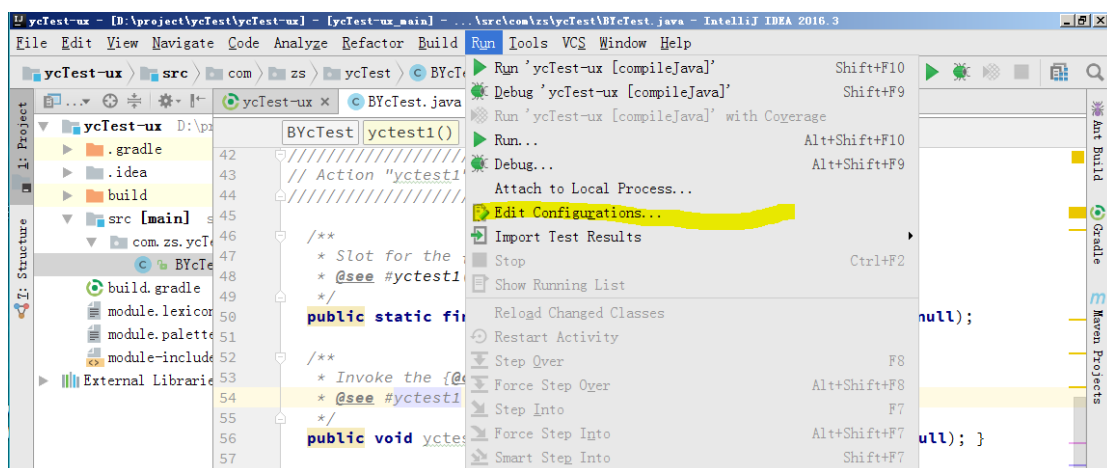 ycTest-ux - [D:\project\ycTest\ycTest-ux] - [ycTest-ux_main] - ...\src\com\zs\ycTest\BYcTest.java - IntelliJ IDEA 2016.3
File Edit View Navigate Code Analyze Refactor Build Run Tools VCS Window Help
ycTest-ux src com zs ycTest BYcTe
ycTest-ux BYcTest.java
1: Project
ycTest-ux D:\pr
.gradle
.idea
build
src [main] s
com.zs.ycTe
BYcTe
build.gradle
module.lexicon
module.palette
module-include
External Librarie
7: Structure
BYcTest yctest1()
42 ////////////////////
43 // Action "yctest1"
44 ////////////////////
45
46 /**
47 * Slot for the
48 * @see #yctest1(
49 */
50 public static fin null);
51
52 /**
53 * Invoke the {@c
54 * @see #yctest1
55 */
56 public void yctes ull); }
57
Run 'ycTest-ux [compileJava]' Shift+F10
Debug 'ycTest-ux [compileJava]' Shift+F9
Run 'ycTest-ux [compileJava]' with Coverage
Run... Alt+Shift+F10
Debug... Alt+Shift+F9
Attach to Local Process...
Edit Configurations...
Import Test Results
Stop Ctrl+F2
Show Running List
Reload Changed Classes
Restart Activity
Step Over F8
Force Step Over Alt+Shift+F8
Step Into F7
Force Step Into Alt+Shift+F7
Smart Step Into Shift+F7
Ant Build
Gradle
Maven Projects